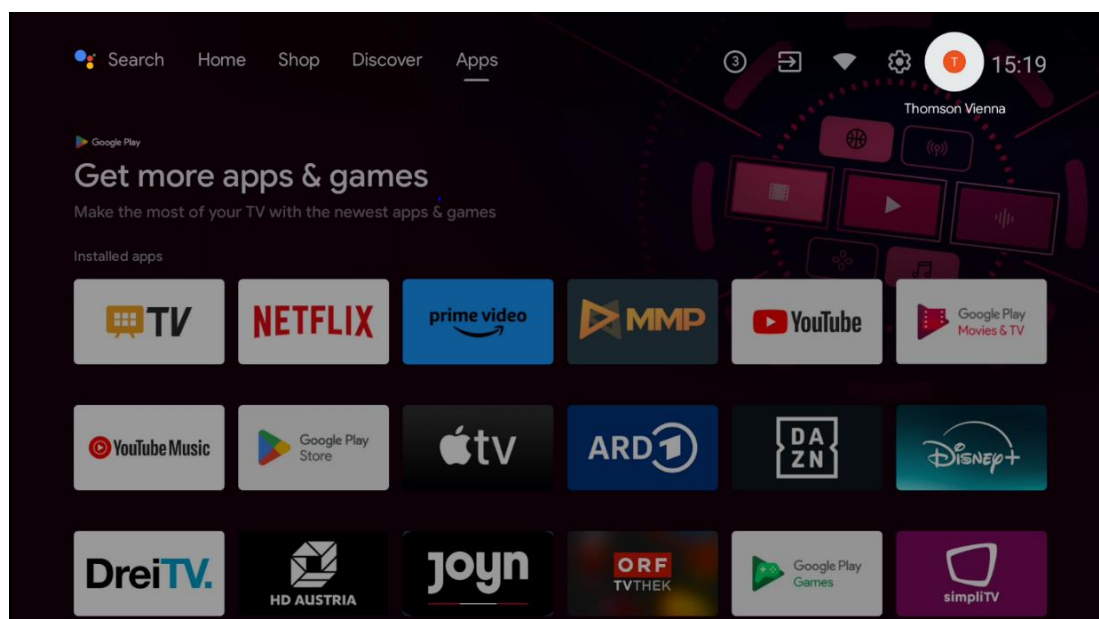 Search Home Shop Discover Apps 3 T 15:19
Thomson Vienna
Google Play
Get more apps & games
Make the most of your TV with the newest apps & games
Installed apps
TV NETFLIX prime video MMP YouTube Google Play Movies & TV
YouTube Music Google Play Store tv ARD 1 DAZN Disney+
DreiTV. HD AUSTRIA JOYN ORF TVTHEK Google Play Games simpliTV